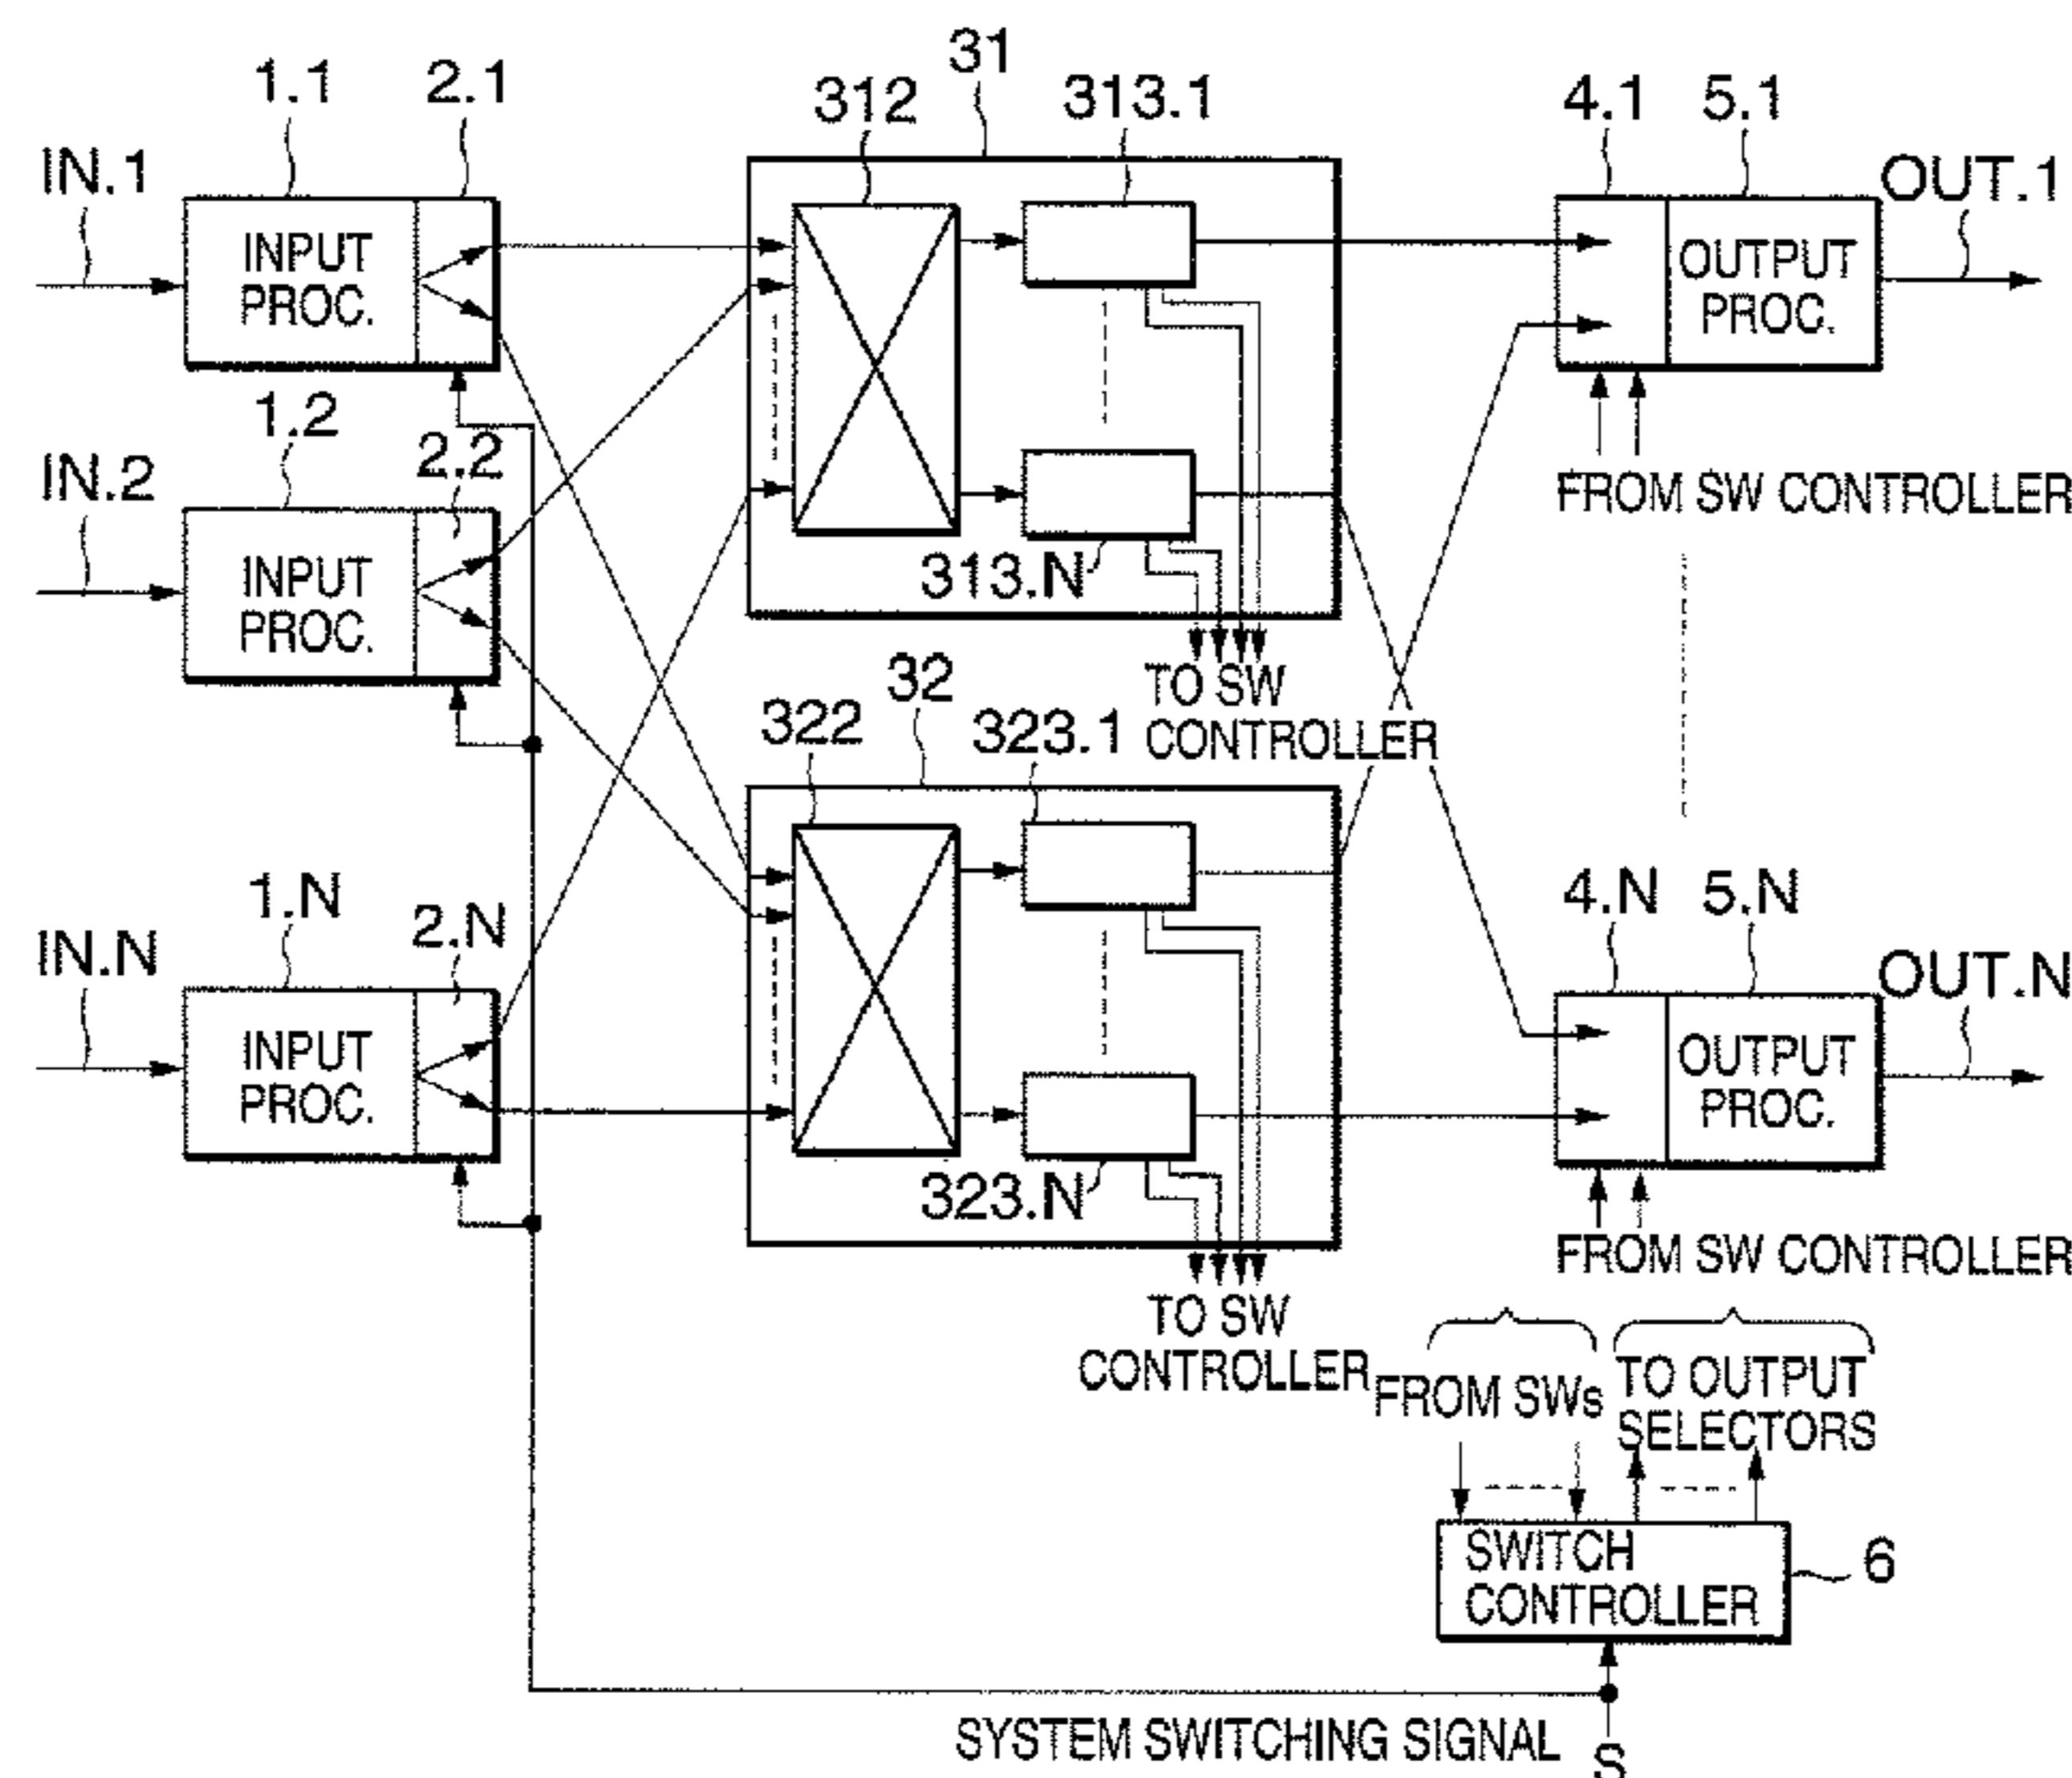 31
1.1
2.1
312
313.1
4.1
5.1
IN.1
INPUT
PROC.
OUTPUT
PROC.
OUT.1
1.2
2.2
IN.2
INPUT
PROC.
FROM SW CONTROLLER
313.N
TO SW
CONTROLLER
32
322
323.1
1.N
2.N
IN.N
INPUT
PROC.
4.N
5.N
OUTPUT
PROC.
OUT.N
323.N
FROM SW CONTROLLER
TO SW
CONTROLLER
FROM SWs
TO OUTPUT
SELECTORS
SWITCH
CONTROLLER
6
SYSTEM SWITCHING SIGNAL
S